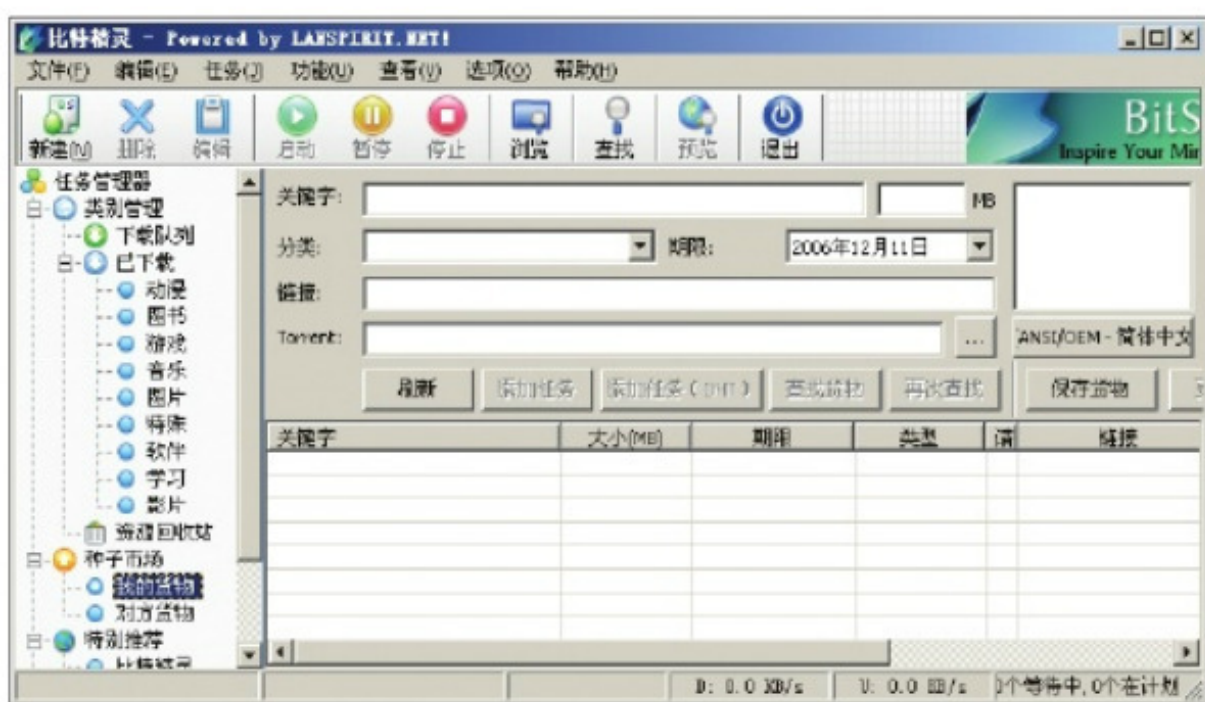 比特精灵 - Powered by LANSPIRIT.NET!
文件(F) 编辑(E) 任务(J) 功能(U) 查看(V) 选项(O) 帮助(H)
新建(N) 删除 编辑 启动 暂停 停止 浏览 查找 预览 退出
BitS
Inspire Your Mir
任务管理器
类别管理
下载队列
已下载
动漫
图书
游戏
音乐
图片
特殊
软件
学习
影片
资源回收站
种子市场
我的货物
对方货物
特别推荐
比特精灵
关键字: MB
分类: 期限: 2006年12月11日
链接:
Torrent: ...
ANSI/OEM - 简体中文
刷新 添加任务 添加任务(DHT) 查找货物 再次查找 保存货物
关键字 大小(MB) 期限 类型 请 链接
D: 0.0 KB/s U: 0.0 KB/s 0个等待中, 0个在计划